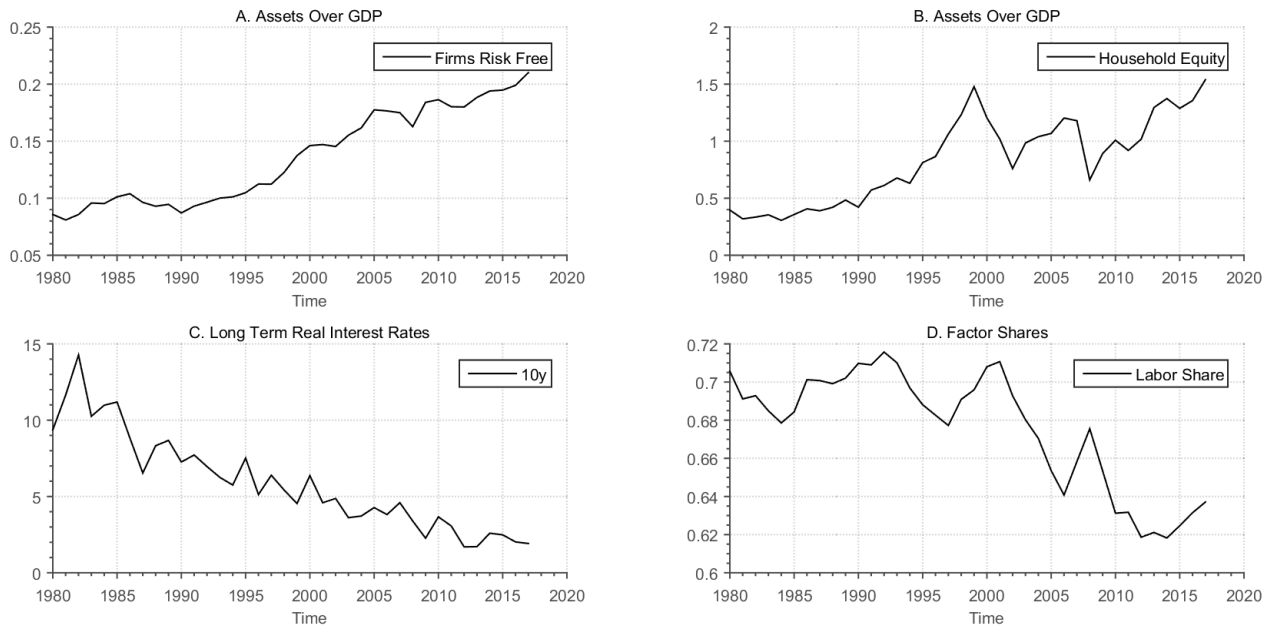 A. Assets Over GDP
0.25
0.2
0.15
0.1
0.05
Firms Risk Free
1980 1985 1990 1995 2000 2005 2010 2015 2020
Time
B. Assets Over GDP
2
1.5
1
0.5
0
Household Equity
1980 1985 1990 1995 2000 2005 2010 2015 2020
Time
C. Long Term Real Interest Rates
15
10
5
0
10y
1980 1985 1990 1995 2000 2005 2010 2015 2020
Time
D. Factor Shares
0.72
0.7
0.68
0.66
0.64
0.62
0.6
Labor Share
1980 1985 1990 1995 2000 2005 2010 2015 2020
Time